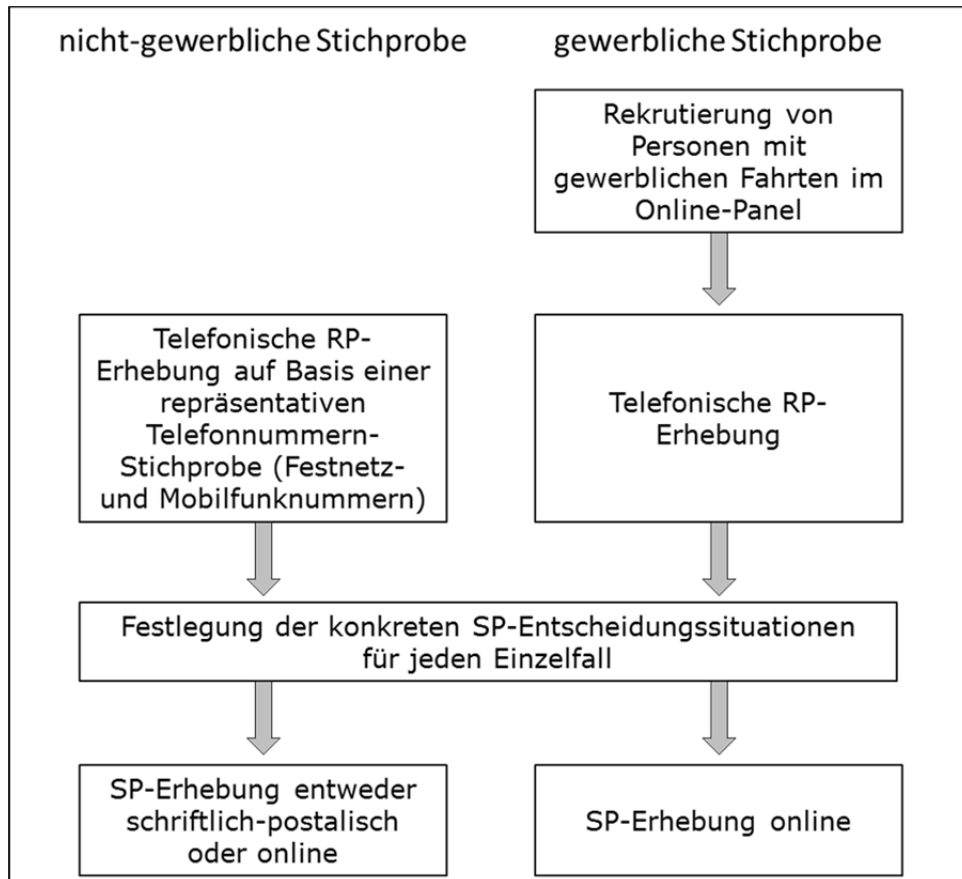 nicht-gewerbliche Stichprobe
gewerbliche Stichprobe
Rekrutierung von
Personen mit
gewerblichen Fahrten im
Online-Panel
Telefonische RP-
Erhebung auf Basis einer
repräsentativen
Telefonnummern-
Stichprobe (Festnetz-
und Mobilfunknummern)
Telefonische RP-
Erhebung
Festlegung der konkreten SP-Entscheidungssituationen
für jeden Einzelfall
SP-Erhebung entweder
schriftlich-postalisch
oder online
SP-Erhebung online